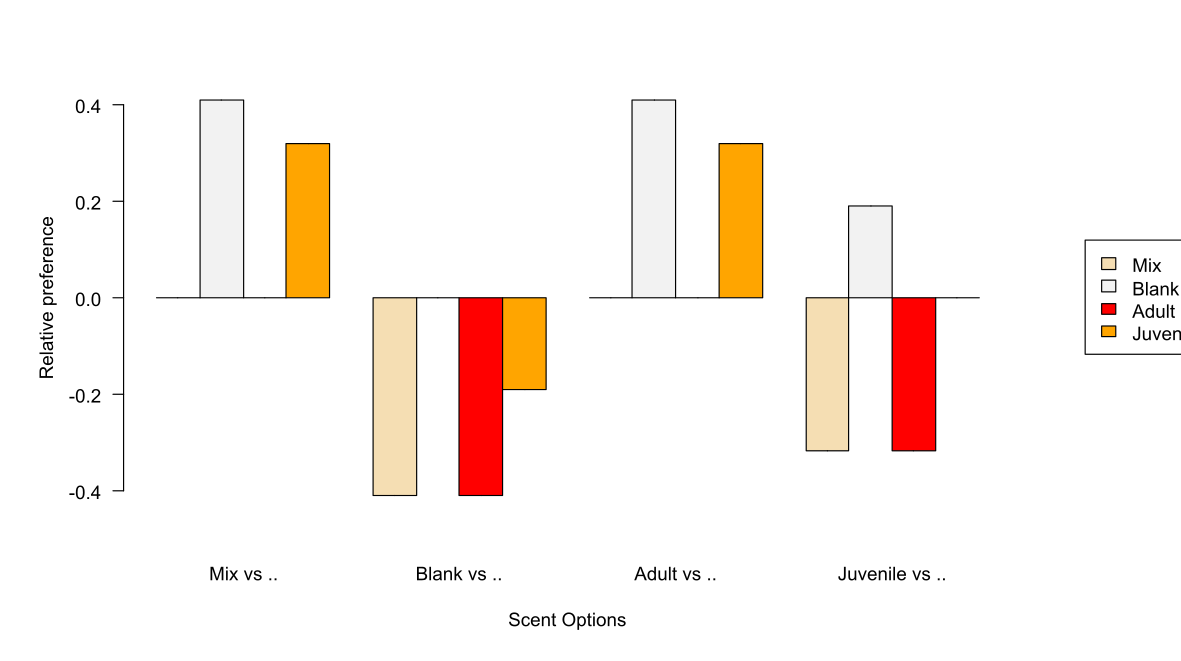 0.4
0.2
0.0
-0.2
-0.4
Relative preference
Mix vs ..
Blank vs ..
Adult vs ..
Juvenile vs ..
Scent Options
Mix
Blank
Adult
Juven